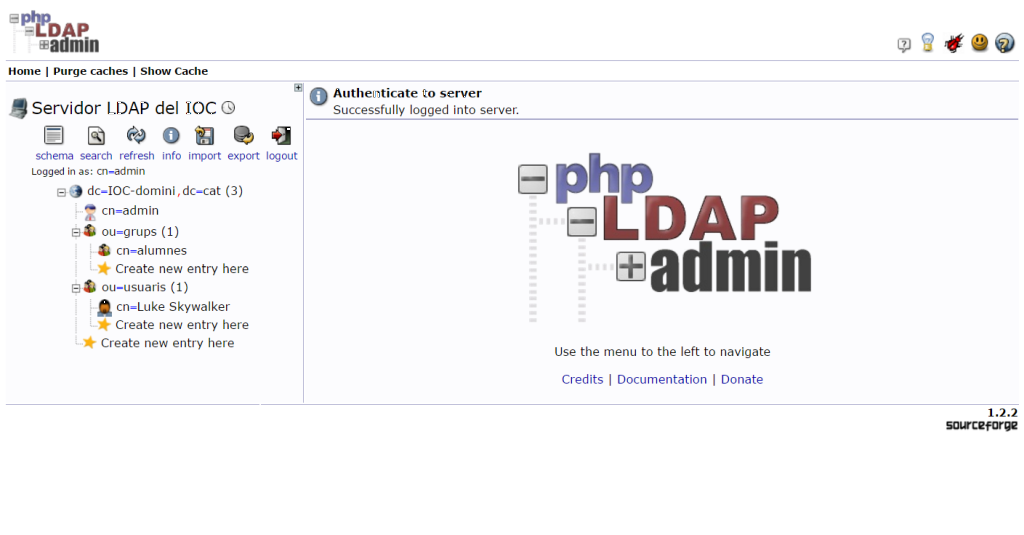 php
LDAP
admin
Home | Purge caches | Show Cache
Servidor LDAP del IOC
schema search refresh info import export logout
Logged in as: cn=admin
dc=IOC-domini,dc=cat (3)
cn=admin
ou=grups (1)
cn=alumnes
Create new entry here
ou=usuaris (1)
cn=Luke Skywalker
Create new entry here
Create new entry here
Authenticate to server
Successfully logged into server.
php
LDAP
admin
Use the menu to the left to navigate
Credits | Documentation | Donate
1.2.2
sourceforge